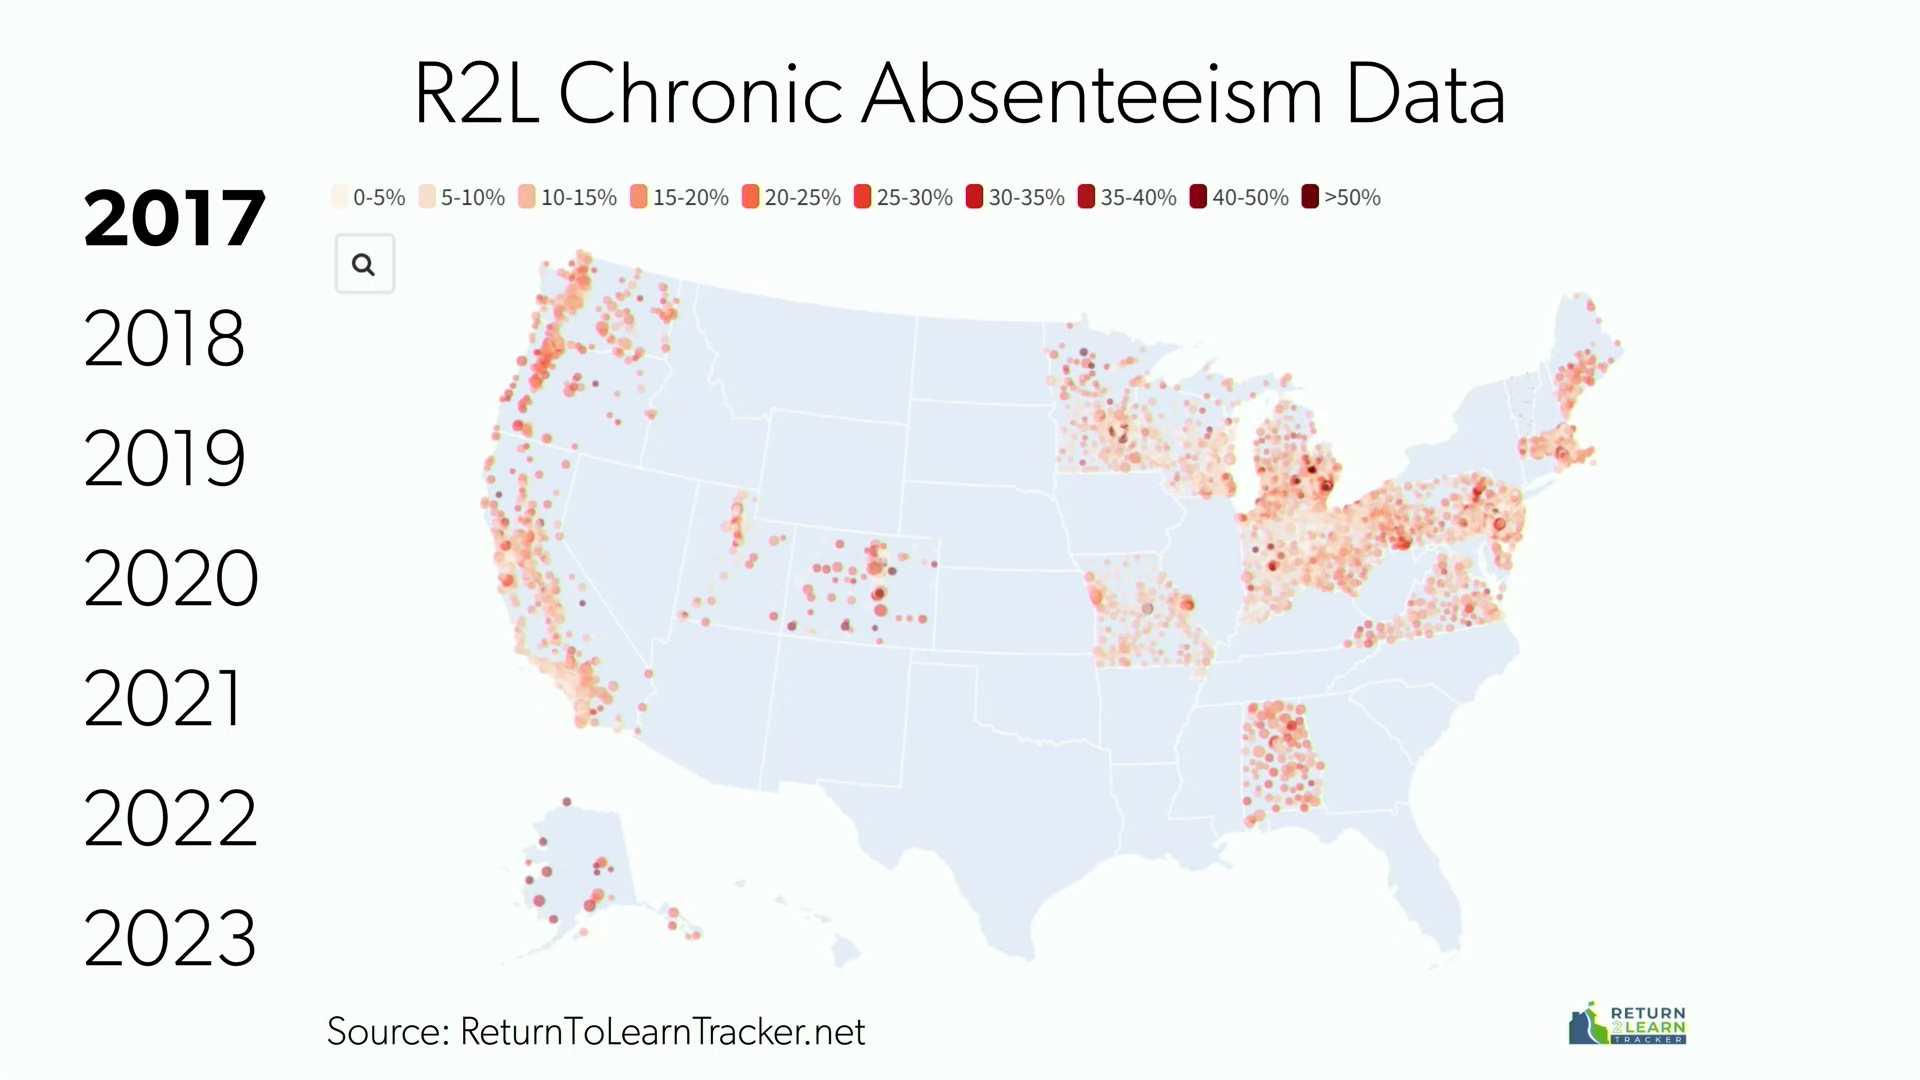 R2L Chronic Absenteeism Data
2017
0-5% 5-10% 10-15% 15-20% 20-25% 25-30% 30-35% 35-40% 40-50% >50%
2018
2019
2020
2021
2022
2023
Source: ReturnToLearnTracker.net
RETURN
2LEARN
TRACKER